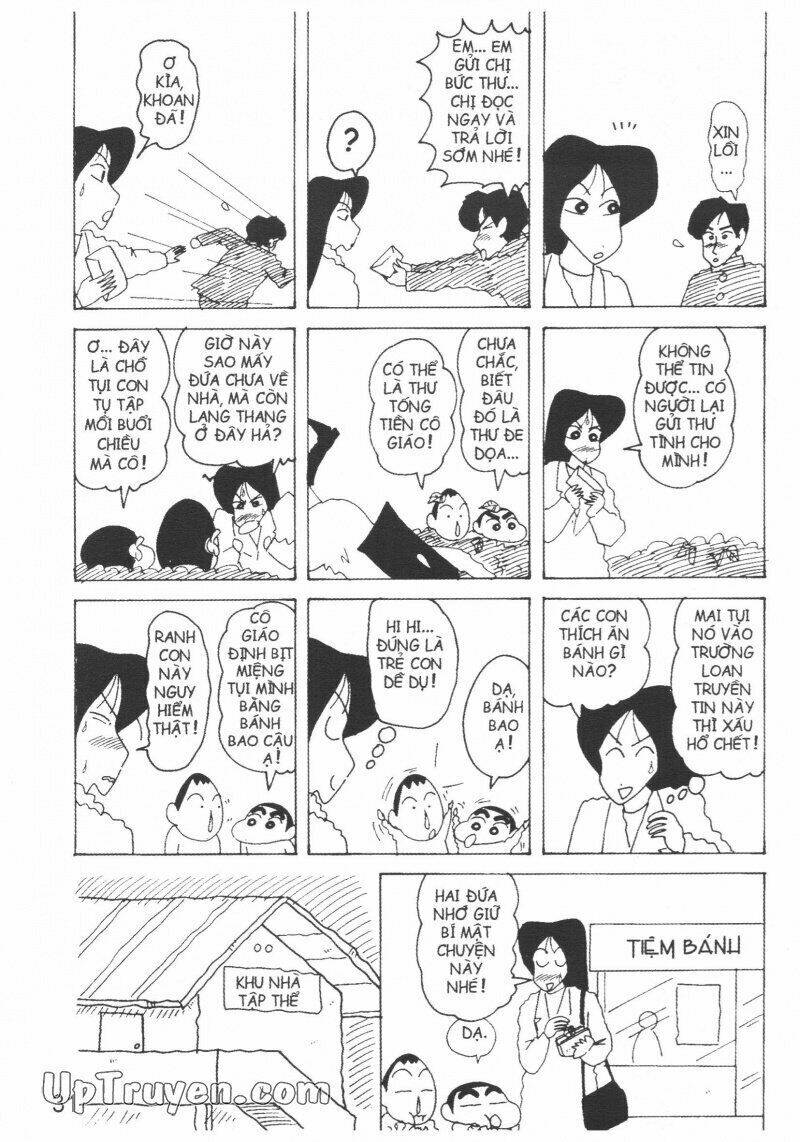 XIN
LỖI
...
EM... EM
GỬI CHỊ
BỨC THƯ...
CHỊ ĐỌC
NGAY VÀ
TRẢ LỜI
SỚM NHÉ!
?
Ơ
KÌA,
KHOAN
ĐÃ!
KHÔNG
THỂ TIN
ĐƯỢC... CÓ
NGƯỜI LẠI
GỬI THƯ
TÌNH CHO
MÌNH!
CHƯA
CHẮC,
BIẾT
ĐÂU
ĐÓ LÀ
THƯ ĐE
DỌA...
CÓ THỂ
LÀ THƯ
TỐNG
TIỀN CÔ
GIÁO!
GIỜ NÀY
SAO MẤY
ĐỨA CHƯA VỀ
NHÀ, MÀ CÒN
LANG THANG
Ở ĐÂY HẢ?
Ơ... ĐÂY
LÀ CHỖ
TỤI CON
TỤ TẬP
MỖI BUỔI
CHIỀU
MÀ CÔ!
MAI TỤI
NÓ VÀO
TRƯỜNG
LOAN
TRUYỀN
TIN NÀY
THÌ XẤU
HỔ CHẾT!
CÁC CON
THÍCH ĂN
BÁNH GÌ
NÀO?
DẠ,
BÁNH
BAO
Ạ!
HI HI...
ĐÚNG LÀ
TRẺ CON
DỄ DỤ!
CÔ
GIÁO
ĐỊNH BỊT
MIỆNG
TỤI MÌNH
BẰNG
BÁNH
BAO CẬU
Ạ!
RANH
CON
NÀY
NGUY
HIỂM
THẬT!
TIỆM BÁNH
HAI ĐỨA
NHỚ GIỮ
BÍ MẬT
CHUYỆN
NÀY
NHÉ!
DẠ.
KHU NHÀ
TẬP THỂ
UpTruyen.com